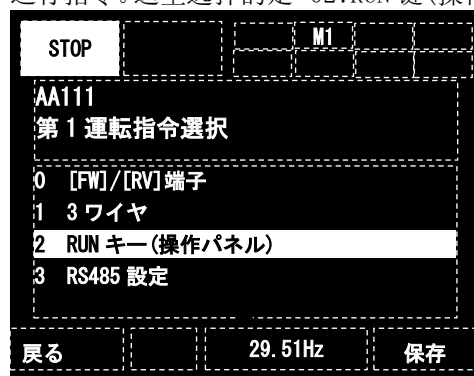 STOP M1
AA111
第1運転指令選択
0 [FW]/[RV]端子
1 3ワイヤ
2 RUNキー(操作パネル)
3 RS485設定
戻る 29.51Hz 保存